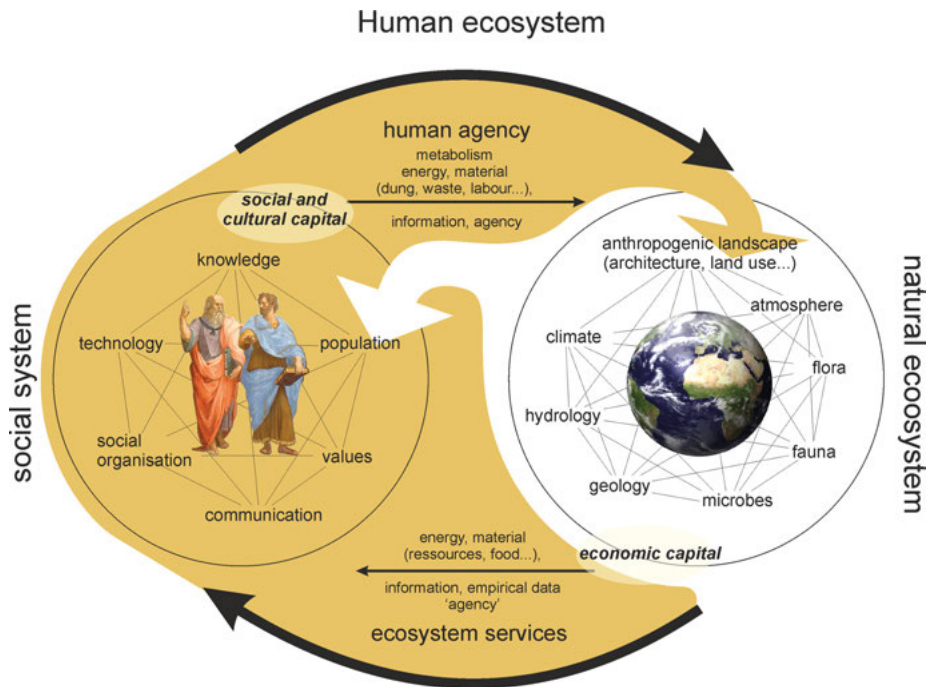 Human ecosystem
human agency
metabolism
energy, material
(dung, waste, labour...),
information, agency
social and
cultural capital
knowledge
technology
population
social
organisation
values
communication
social system
anthropogenic landscape
(architecture, land use...)
atmosphere
climate
flora
hydrology
fauna
geology
microbes
natural ecoosystem
economic capital
energy, material
(ressources, food...),
information, empirical data
‘agency’
ecosystem services